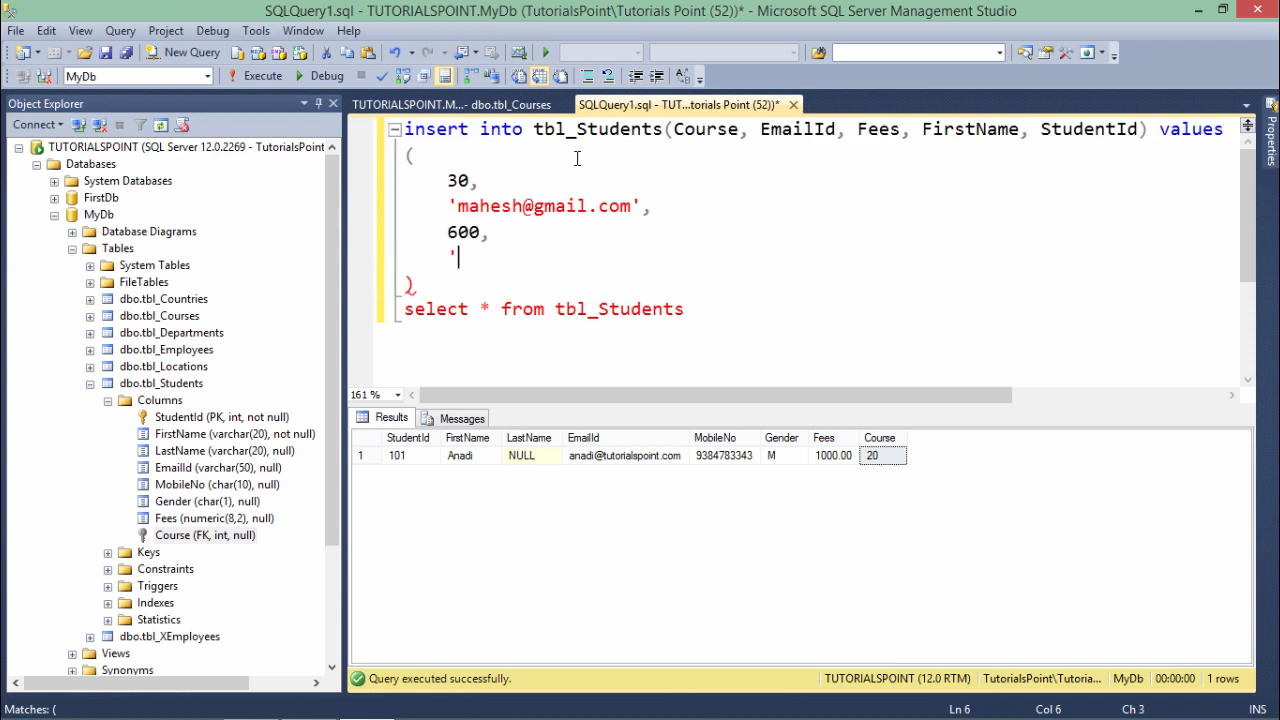 SQLQuery1.sql - TUTORIALSPOINT.MyDb (TutorialsPoint\Tutorials Point (52))* - Microsoft SQL Server Management Studio
File Edit View Query Project Debug Tools Window Help
New Query
MyDb Execute Debug
Object Explorer
Connect
TUTORIALSPOINT (SQL Server 12.0.2269 - TutorialsPoint
Databases
System Databases
FirstDb
MyDb
Database Diagrams
Tables
System Tables
FileTables
dbo.tbl_Countries
dbo.tbl_Courses
dbo.tbl_Departments
dbo.tbl_Employees
dbo.tbl_Locations
dbo.tbl_Students
Columns
StudentId (PK, int, not null)
FirstName (varchar(20), not null)
LastName (varchar(20), null)
EmailId (varchar(50), null)
MobileNo (char(10), null)
Gender (char(1), null)
Fees (numeric(8,2), null)
Course (FK, int, null)
Keys
Constraints
Triggers
Indexes
Statistics
dbo.tbl_XEmployees
Views
Synonyms
TUTORIALSPOINT.M...- dbo.tbl_Courses
SQLQuery1.sql - TUT...torials Point (52))*
insert into tbl_Students(Course, EmailId, Fees, FirstName, StudentId) values
(
30,
'mahesh@gmail.com',
600,
'
)
select * from tbl_Students
161 %
Results Messages
StudentId FirstName LastName EmailId MobileNo Gender Fees Course
1 101 Anadi NULL anadi@tutorialspoint.com 9384783343 M 1000.00 20
Query executed successfully. TUTORIALSPOINT (12.0 RTM) TutorialsPoint\Tutoria... MyDb 00:00:00 1 rows
Matches: ( Ln 6 Col 6 Ch 3 INS
Properties